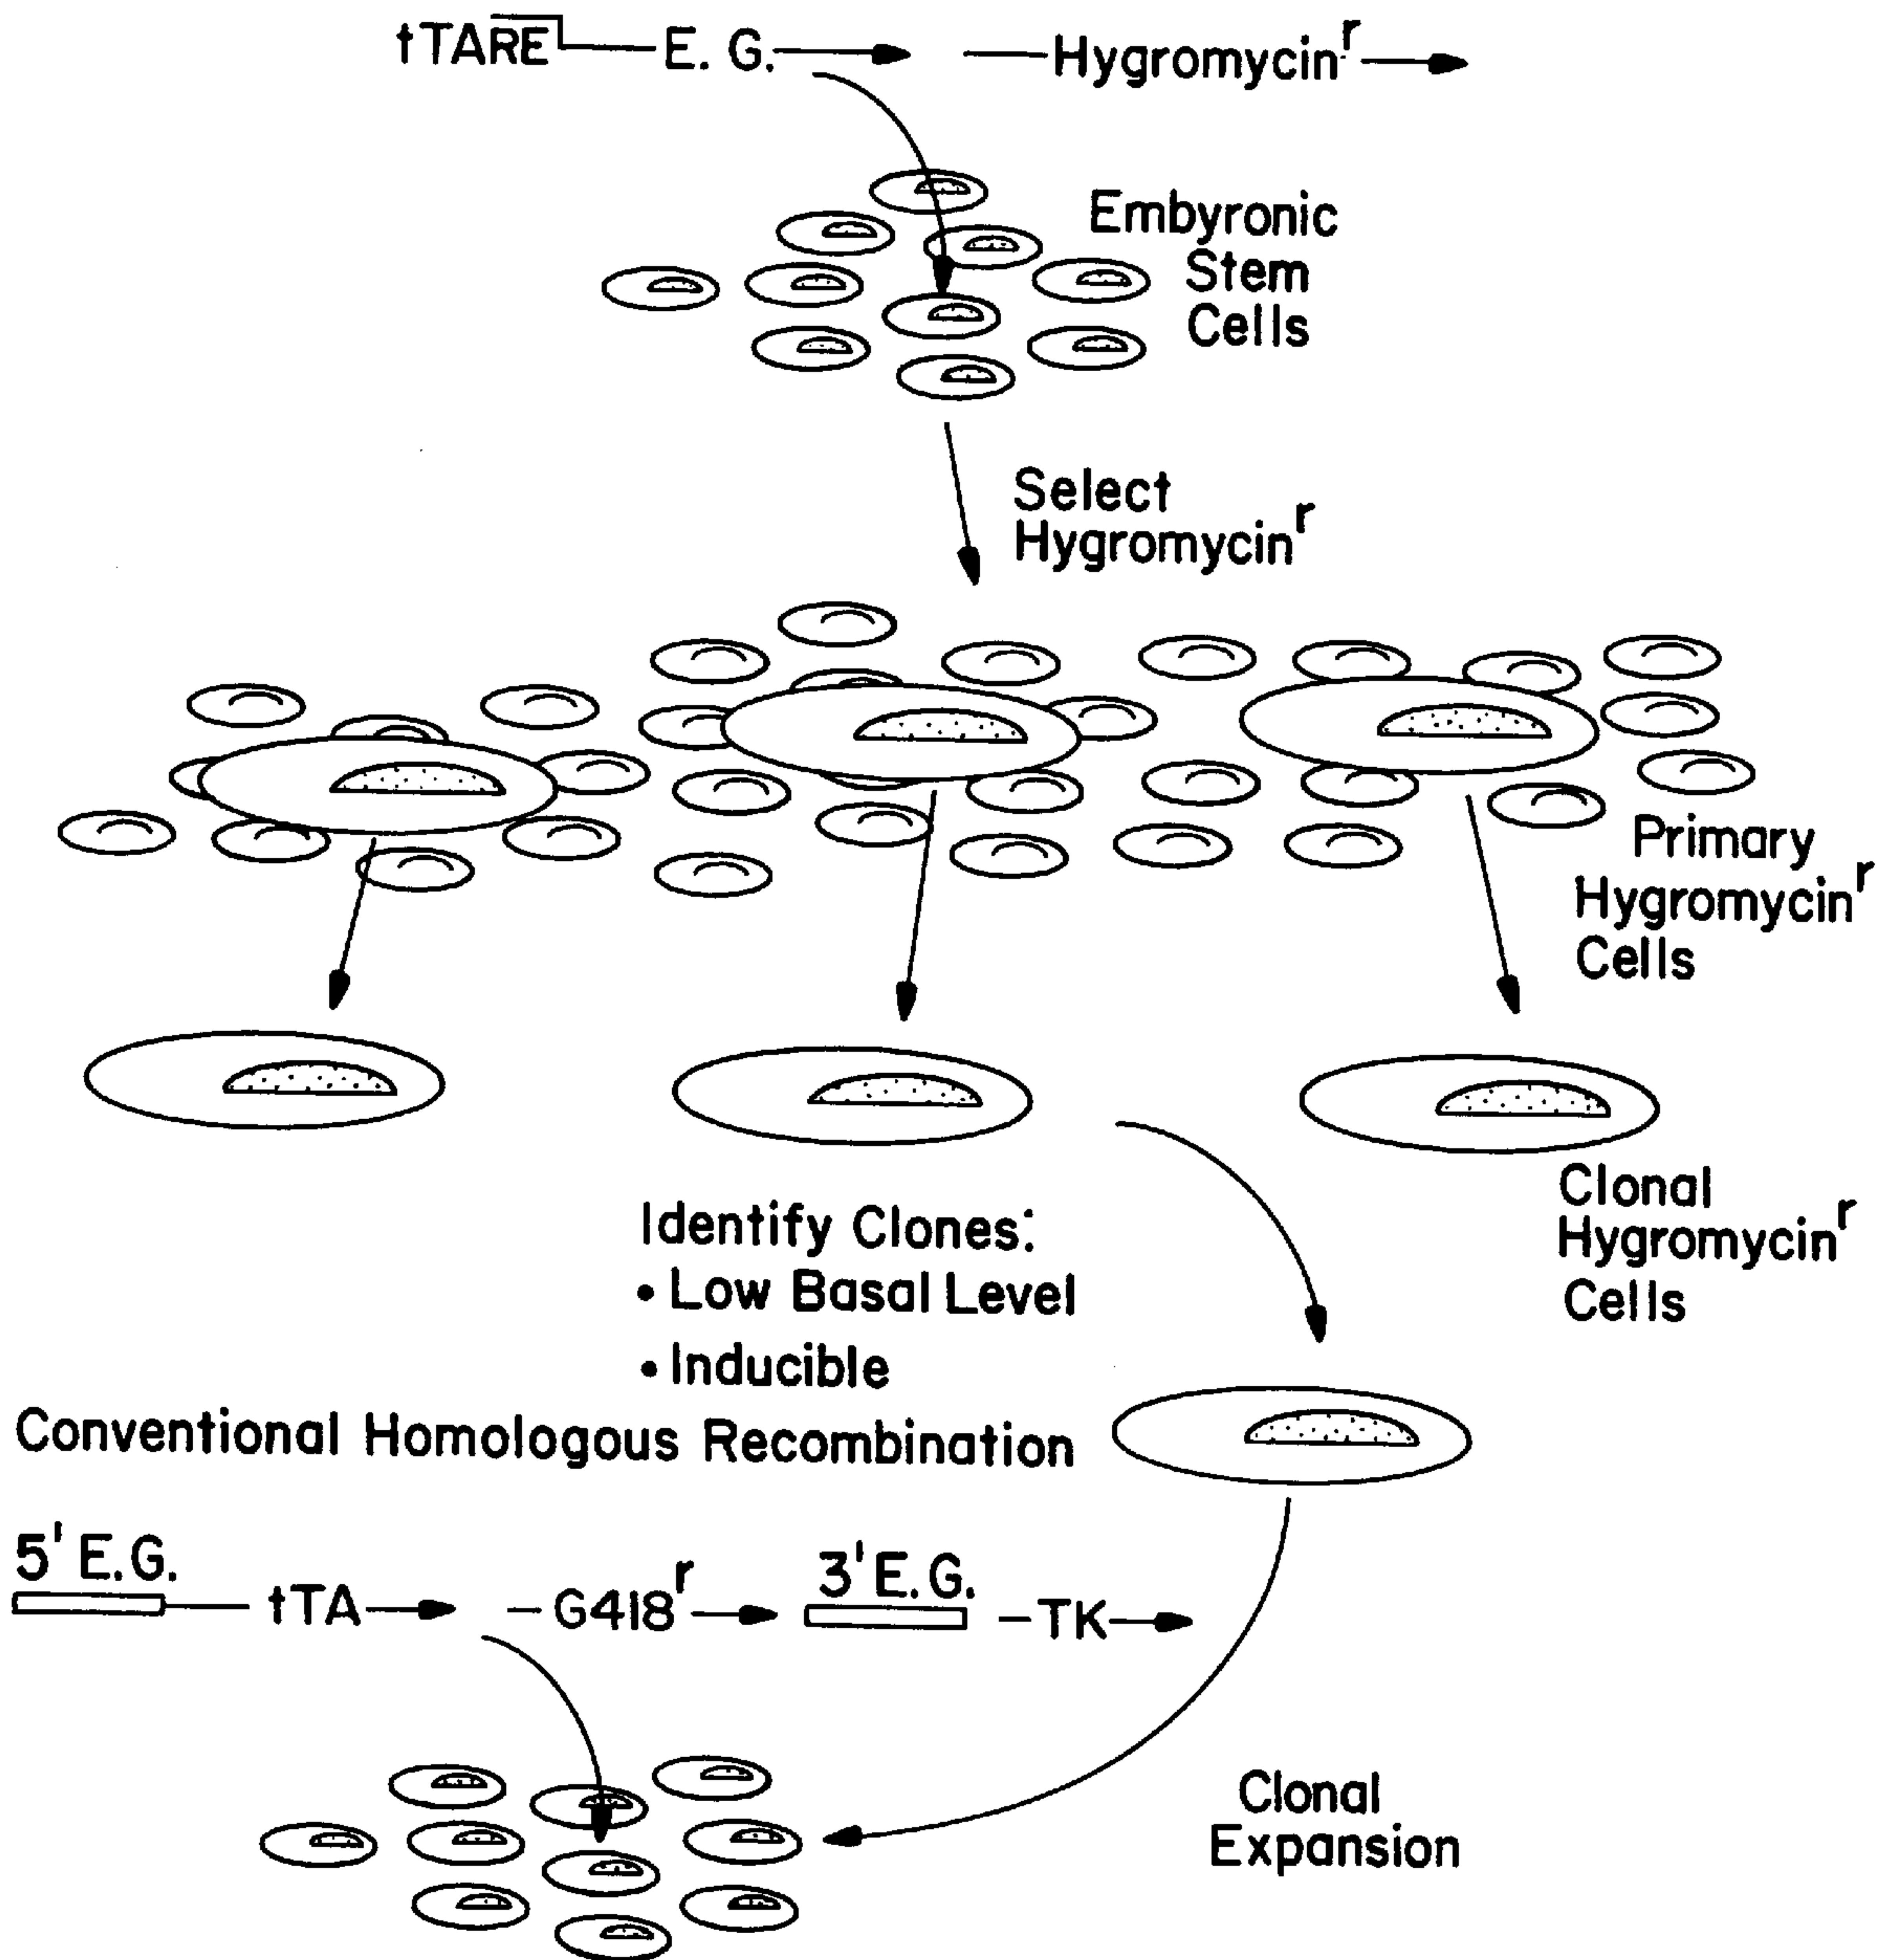 tTARE E. G. Hygromycin^r
Embyronic
Stem
Cells
Select
Hygromycin^r
Primary
Hygromycin^r
Cells
Clonal
Hygromycin^r
Cells
Identify Clones:
• Low Basal Level
• Inducible
Conventional Homologous Recombination
5' E.G. tTA – G418^r 3' E.G. – TK
Clonal
Expansion